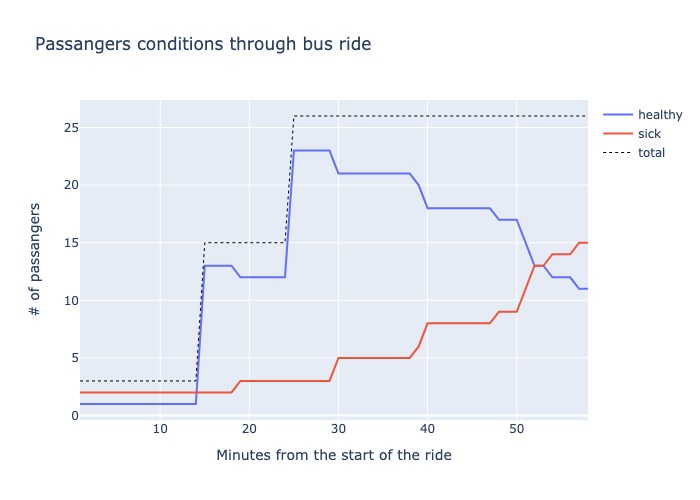 Passangers conditions through bus ride
healthy
sick
total
# of passangers
25
20
15
10
5
0
10 20 30 40 50
Minutes from the start of the ride